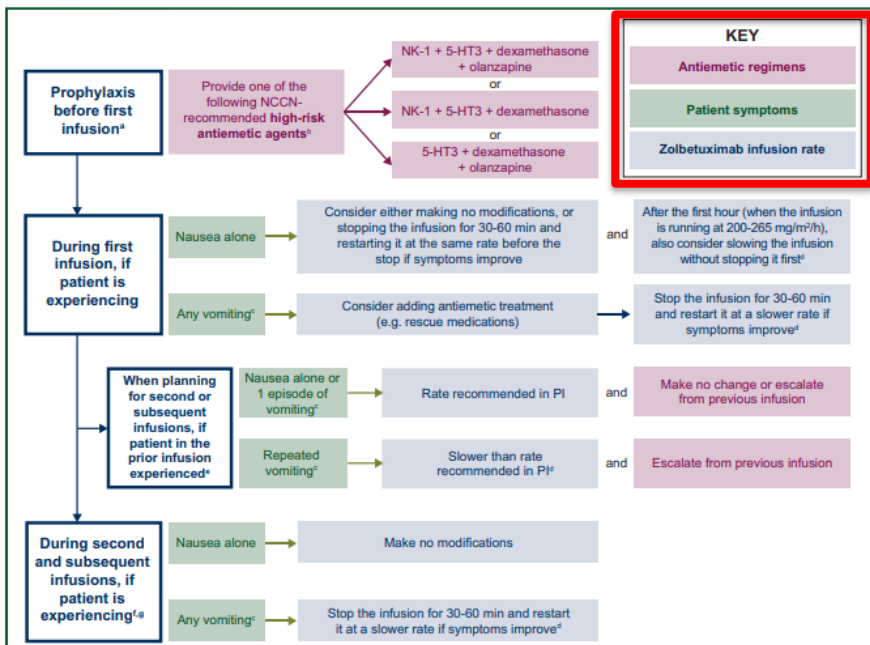 KEY
Antiemetic regimens
Patient symptoms
Zolbetuximab infusion rate
Prophylaxis
before first
infusionᵃ
Provide one of the
following NCCN-
recommended high-risk
antiemetic agentsᵇ
NK-1 + 5-HT3 + dexamethasone
+ olanzapine
or
NK-1 + 5-HT3 + dexamethasone
or
5-HT3 + dexamethasone
+ olanzapine
During first
infusion, if
patient is
experiencing
Nausea alone
Consider either making no modifications, or
stopping the infusion for 30-60 min and
restarting it at the same rate before the
stop if symptoms improve
and
After the first hour (when the infusion
is running at 200-265 mg/m²/h),
also consider slowing the infusion
without stopping it firstᵈ
Any vomitingᶜ
Consider adding antiemetic treatment
(e.g. rescue medications)
Stop the infusion for 30-60 min
and restart it at a slower rate if
symptoms improveᵈ
When planning
for second or
subsequent
infusions, if
patient in the
prior infusion
experiencedᵉ
Nausea alone or
1 episode of
vomitingᶜ
Rate recommended in PI
and
Make no change or escalate
from previous infusion
Repeated
vomitingᶜ
Slower than rate
recommended in PIᵈ
and
Escalate from previous infusion
During second
and subsequent
infusions, if
patient is
experiencingᶠ,ᵍ
Nausea alone
Make no modifications
Any vomitingᶜ
Stop the infusion for 30-60 min and restart
it at a slower rate if symptoms improveᵈ